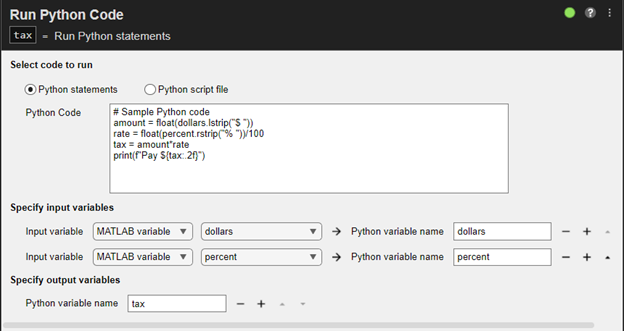 Run Python Code
tax = Run Python statements
Select code to run
Python statements Python script file
Python Code
# Sample Python code
amount = float(dollars.lstrip("$ "))
rate = float(percent.rstrip("% "))/100
tax = amount*rate
print(f"Pay ${tax:.2f}")
Specify input variables
Input variable MATLAB variable dollars → Python variable name dollars − +
Input variable MATLAB variable percent → Python variable name percent − +
Specify output variables
Python variable name tax − +